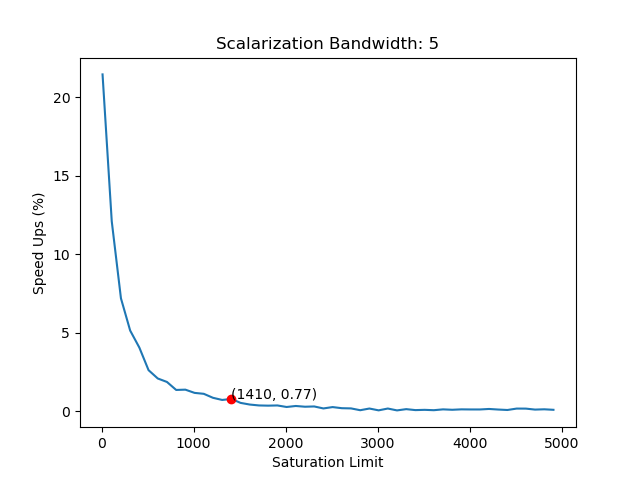 Scalarization Bandwidth: 5
Speed Ups (%)
20
15
10
5
0
(1410, 0.77)
0 1000 2000 3000 4000 5000
Saturation Limit